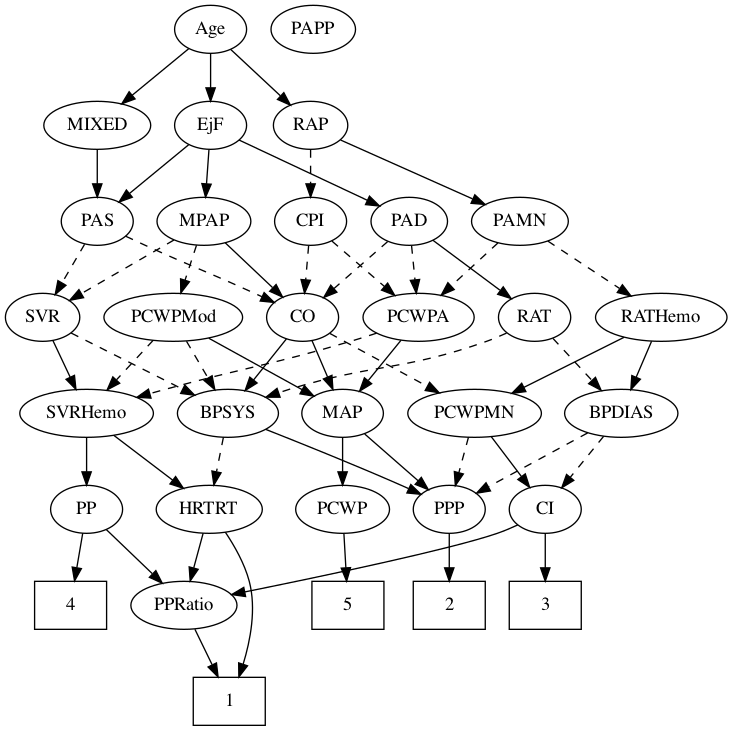 Age PAPP
MIXED EjF RAP
PAS MPAP CPI PAD PAMN
SVR PCWPMod CO PCWPA RAT RATHemo
SVRHemo BPSYS MAP PCWPMN BPDIAS
PP HRTRT PCWP PPP CI
4 PPRatio 5 2 3
1